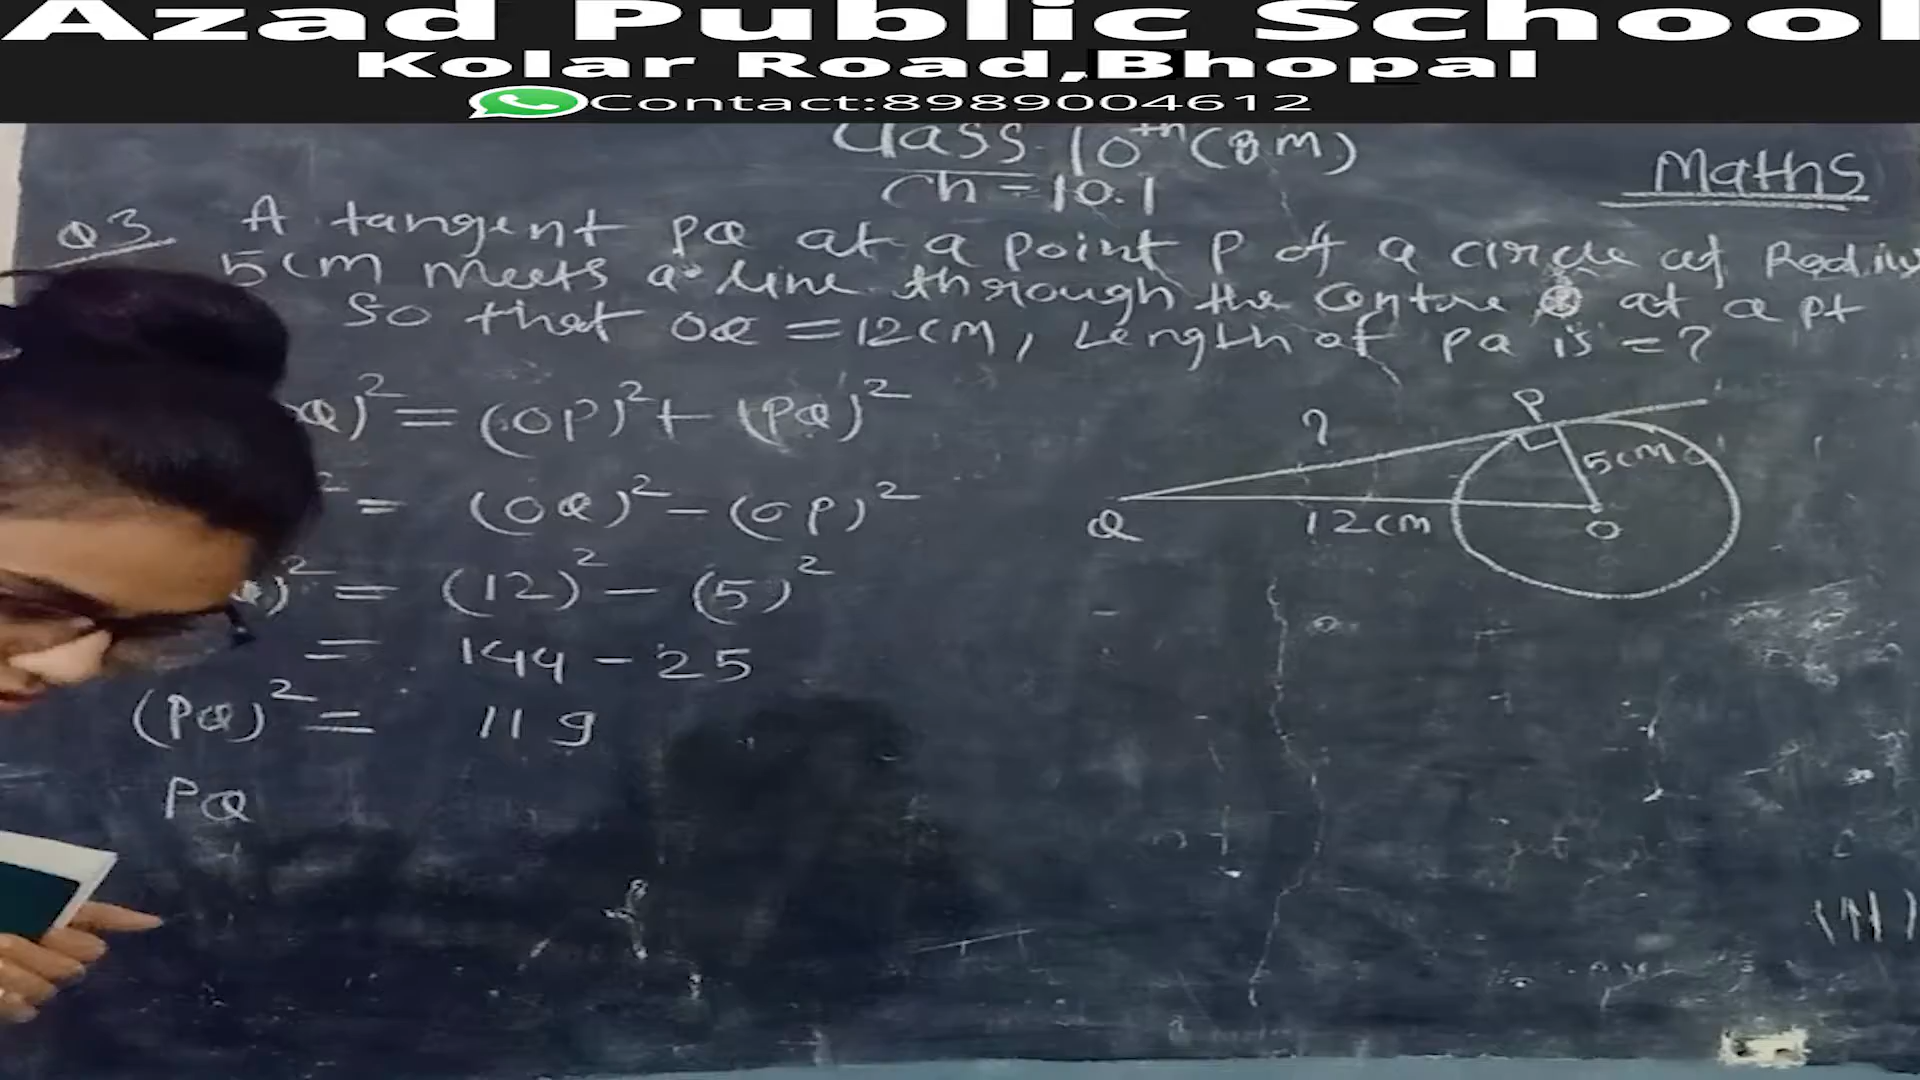 Azad Public School
Kolar Road,Bhopal
Contact:8989004612
Class 10th (8M)
Ch = 10.1
Maths
Q3 A tangent PQ at a point P of a circle of Radius
5CM Meets a line through the Centre at a pt
So that OQ = 12CM, Length of PQ is = ?
Q)² = (OP)² + (PQ)²
² = (OQ)² - (OP)²
)² = (12)² - (5)²
= 144 - 25
(PQ)² = 119
PQ
P
?
5cm
Q
12cm
O